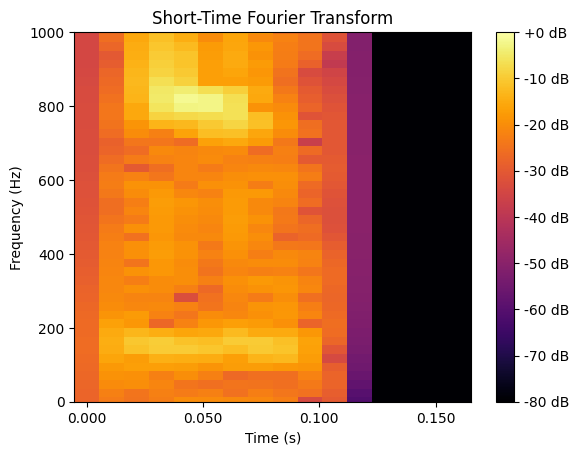 Short-Time Fourier Transform
Frequency (Hz)
1000
800
600
400
200
0
0.000
0.050
0.100
0.150
Time (s)
+0 dB
-10 dB
-20 dB
-30 dB
-40 dB
-50 dB
-60 dB
-70 dB
-80 dB